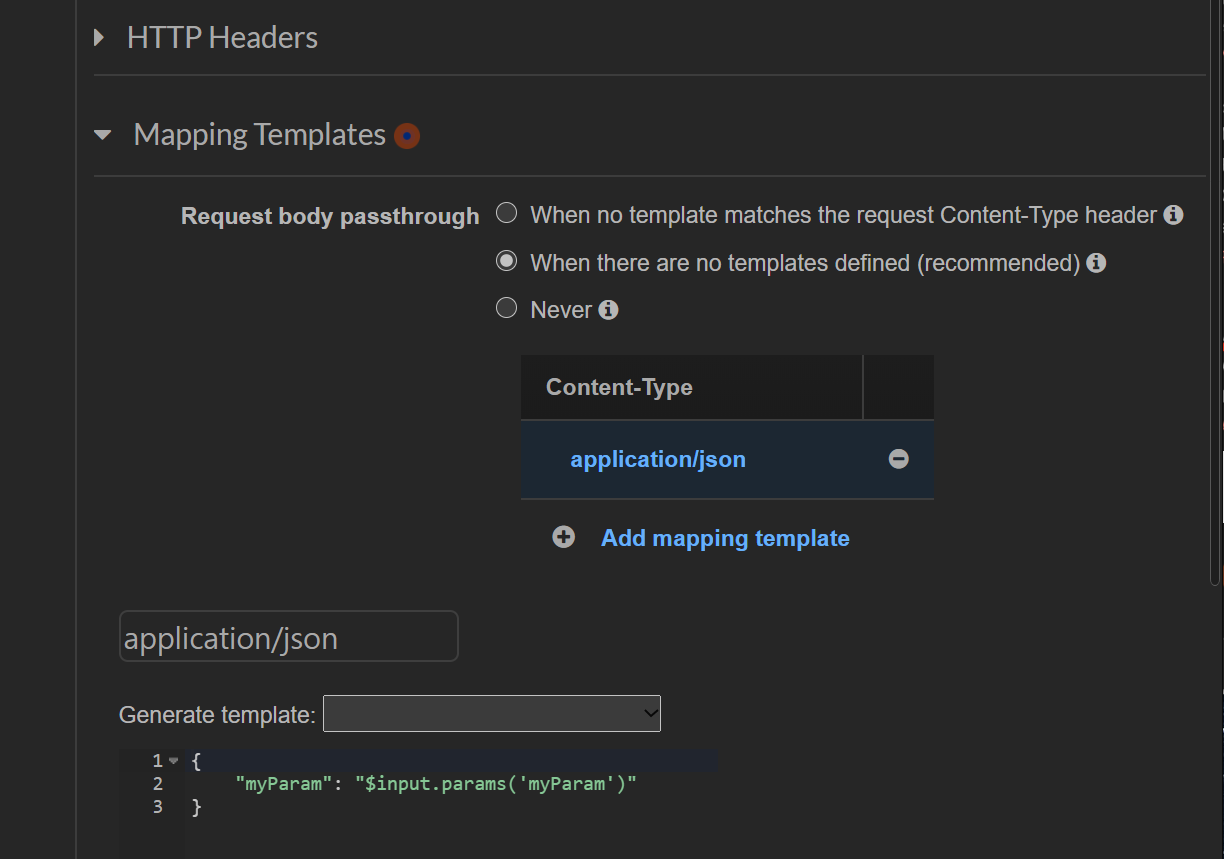 HTTP Headers
Mapping Templates
Request body passthrough
When no template matches the request Content-Type header
When there are no templates defined (recommended)
Never
Content-Type
application/json
Add mapping template
application/json
Generate template:
1 {
2 "myParam": "$input.params('myParam')"
3 }